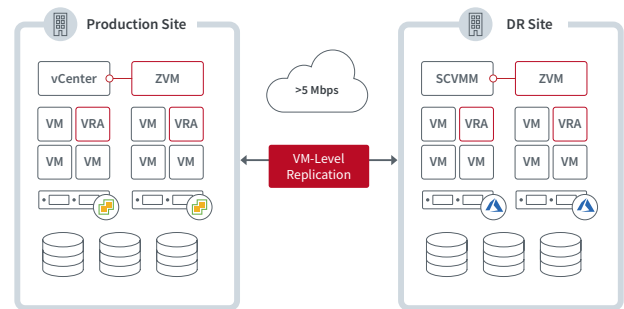 Production Site
vCenter
ZVM
VM
VRA
VM
VRA
VM
VM
VM
VM
>5 Mbps
VM-Level
Replication
DR Site
SCVMM
ZVM
VM
VRA
VM
VRA
VM
VM
VM
VM